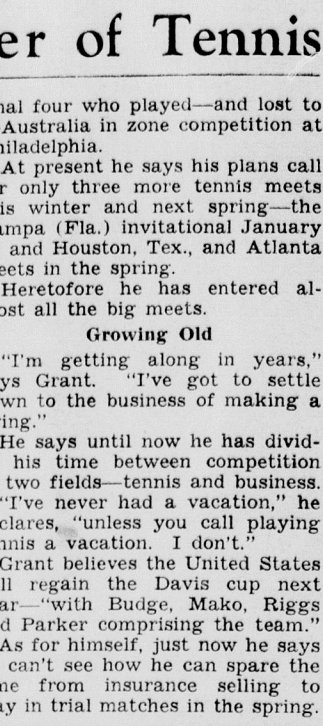 er of Tennis
nal four who played—and lost to
Australia in zone competition at
hiladelphia.
At present he says his plans call
r only three more tennis meets
is winter and next spring—the
ampa (Fla.) invitational January
and Houston, Tex., and Atlanta
eets in the spring.
Heretofore he has entered al-
ost all the big meets.
Growing Old
"I'm getting along in years,"
ys Grant. "I've got to settle
wn to the business of making a
ving."
He says until now he has divid-
his time between competition
two fields—tennis and business.
"I've never had a vacation," he
clares, "unless you call playing
nnis a vacation. I don't."
Grant believes the United States
ll regain the Davis cup next
ar—"with Budge, Mako, Riggs
d Parker comprising the team."
As for himself, just now he says
can't see how he can spare the
me from insurance selling to
ay in trial matches in the spring.